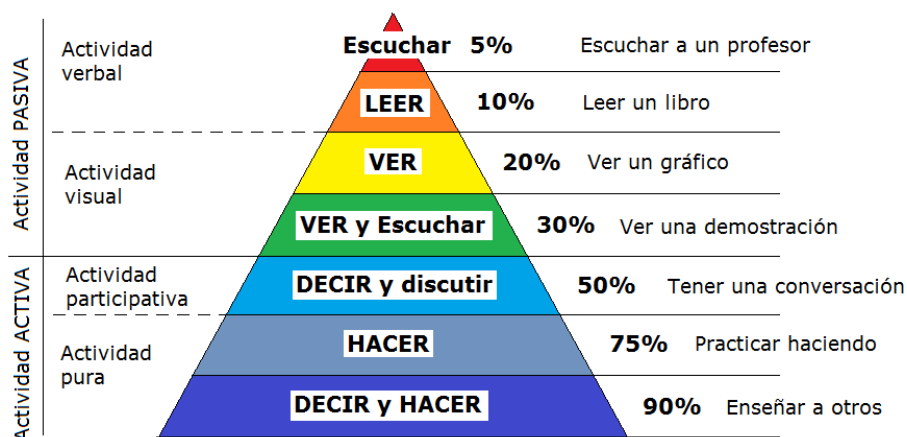 Actividad PASIVA
Actividad
verbal
Escuchar 5% Escuchar a un profesor
LEER 10% Leer un libro
Actividad
visual
VER 20% Ver un gráfico
VER y Escuchar 30% Ver una demostración
Actividad ACTIVA
Actividad
participativa
DECIR y discutir 50% Tener una conversación
Actividad
pura
HACER 75% Practicar haciendo
DECIR y HACER 90% Enseñar a otros